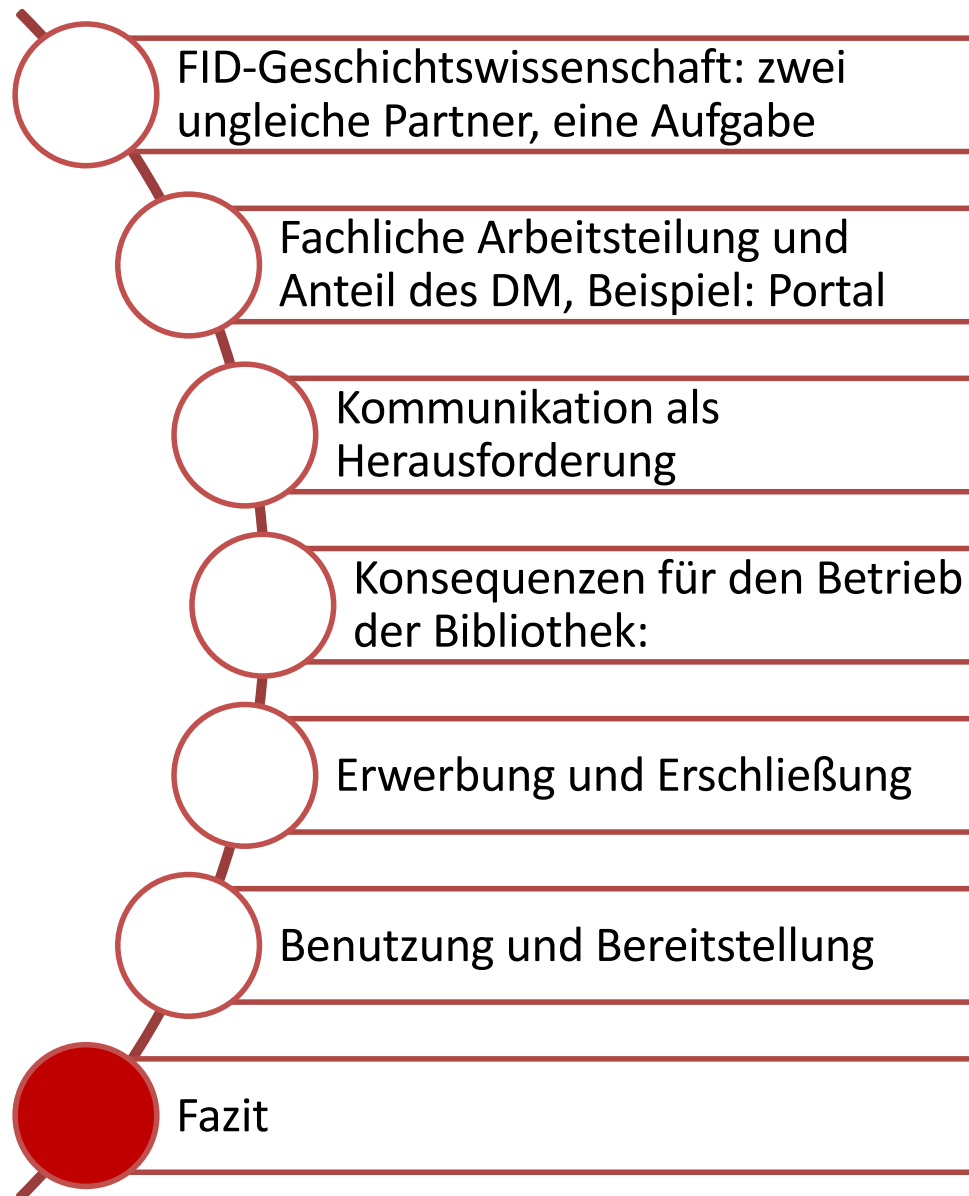 FID-Geschichtswissenschaft: zwei
ungleiche Partner, eine Aufgabe
Fachliche Arbeitsteilung und
Anteil des DM, Beispiel: Portal
Kommunikation als
Herausforderung
Konsequenzen für den Betrieb
der Bibliothek:
Erwerbung und Erschließung
Benutzung und Bereitstellung
Fazit